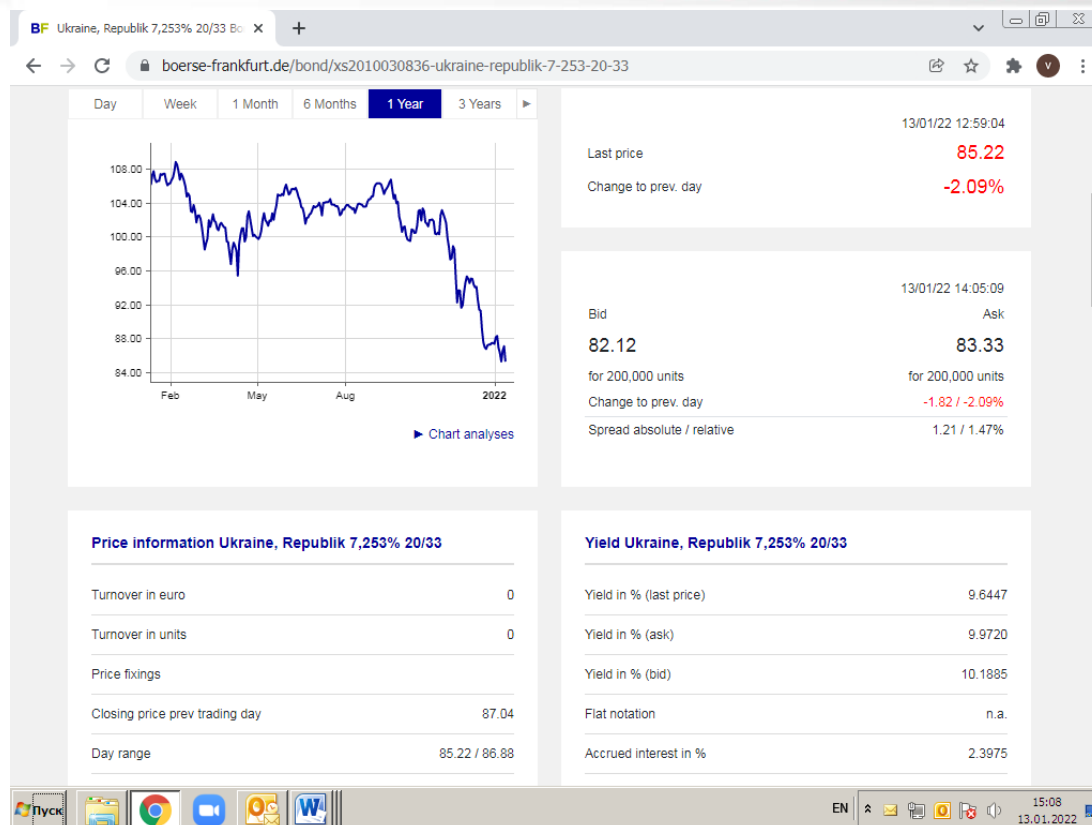 BF Ukraine, Republik 7,253% 20/33 Bo
boerse-frankfurt.de/bond/xs2010030836-ukraine-republik-7-253-20-33
V
Day Week 1 Month 6 Months 1 Year 3 Years
108.00
104.00
100.00
96.00
92.00
88.00
84.00
Feb May Aug 2022
Chart analyses
13/01/22 12:59:04
Last price 85.22
Change to prev. day -2.09%
13/01/22 14:05:09
Bid Ask
82.12 83.33
for 200,000 units for 200,000 units
Change to prev. day -1.82 / -2.09%
Spread absolute / relative 1.21 / 1.47%
Price information Ukraine, Republik 7,253% 20/33
Turnover in euro 0
Turnover in units 0
Price fixings
Closing price prev trading day 87.04
Day range 85.22 / 86.88
Yield Ukraine, Republik 7,253% 20/33
Yield in % (last price) 9.6447
Yield in % (ask) 9.9720
Yield in % (bid) 10.1885
Flat notation n.a.
Accrued interest in % 2.3975
Пуск
EN
15:08
13.01.2022